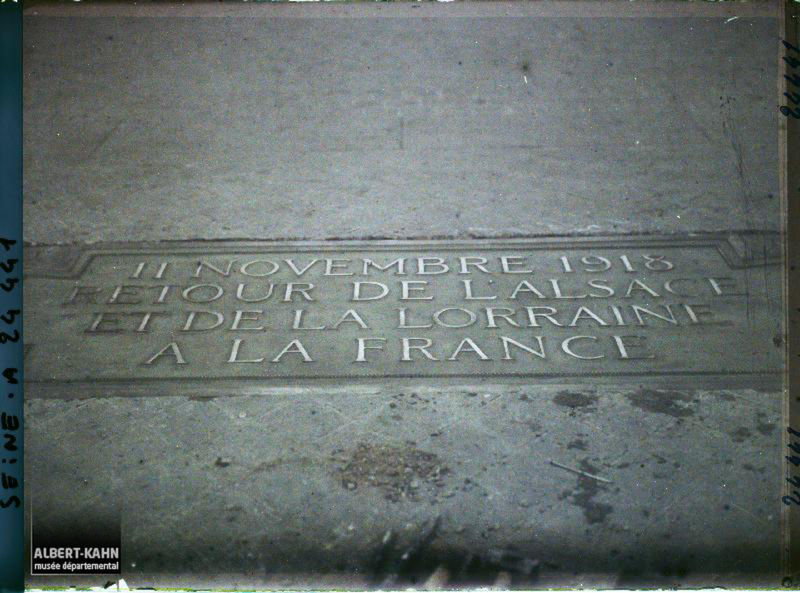 11 NOVEMBRE 1918
RETOUR DE L'ALSACE
ET DE LA LORRAINE
A LA FRANCE
SEINE . A 24 441
24441
24441
ALBERT-KAHN
musée départemental